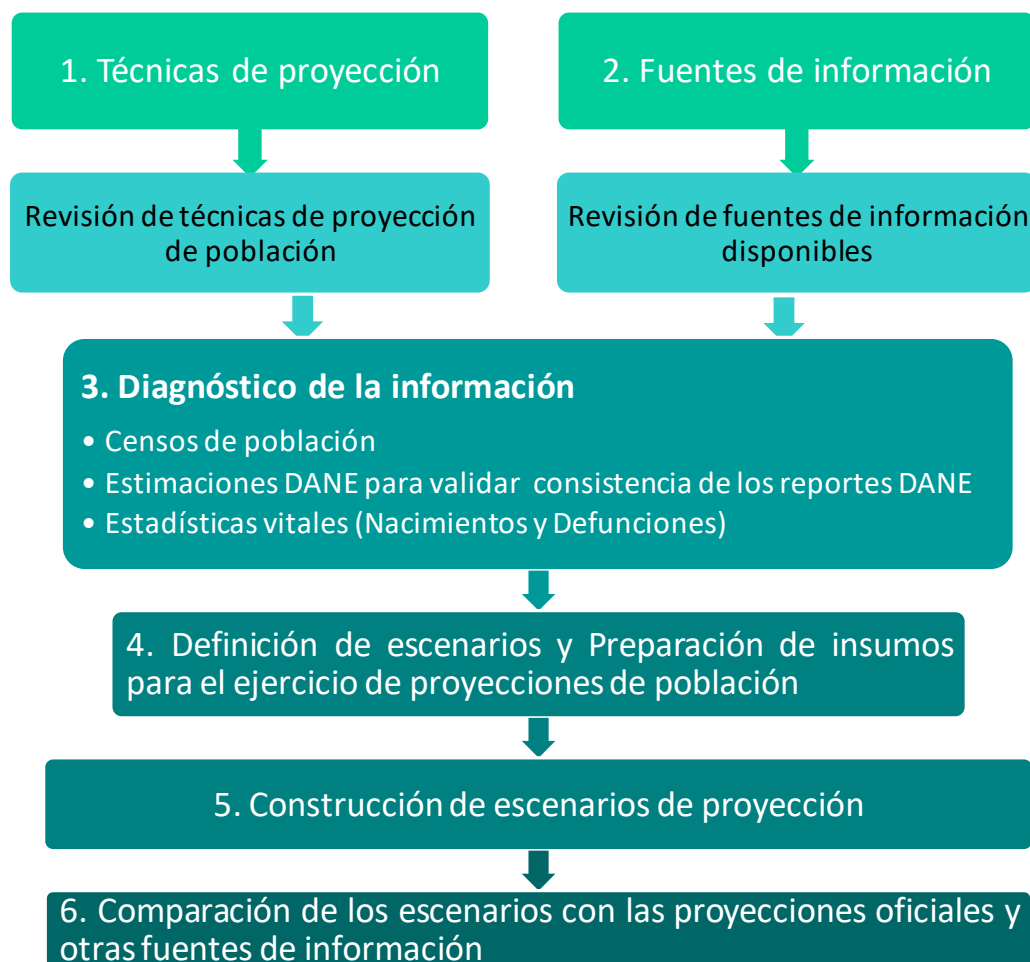 1. Técnicas de proyección
2. Fuentes de información
Revisión de técnicas de proyección
de población
Revisión de fuentes de información
disponibles
3. Diagnóstico de la información
• Censos de población
• Estimaciones DANE para validar consistencia de los reportes DANE
• Estadísticas vitales (Nacimientos y Defunciones)
4. Definición de escenarios y Preparación de insumos
para el ejercicio de proyecciones de población
5. Construcción de escenarios de proyección
6. Comparación de los escenarios con las proyecciones oficiales y
otras fuentes de información